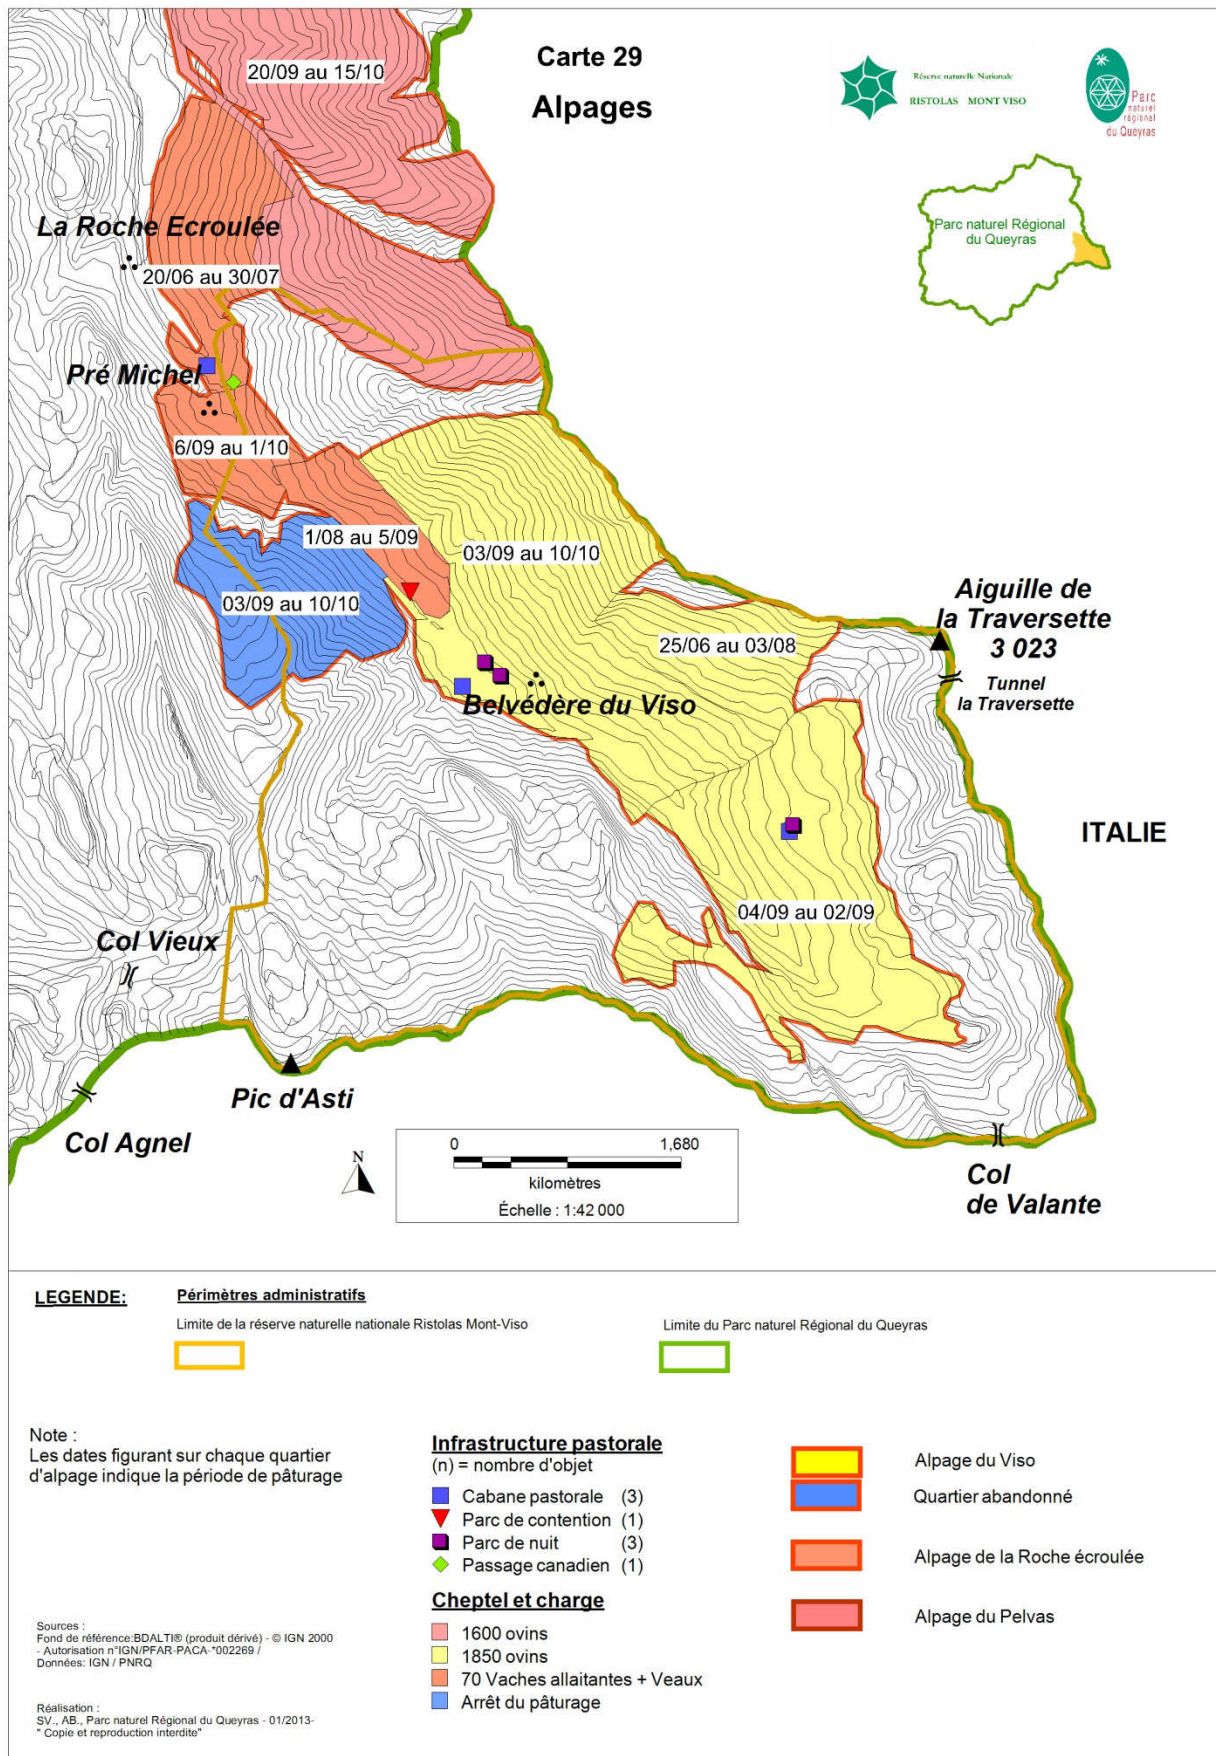 Carte 29
Alpages
Réserve naturelle Nationale
RISTOLAS MONT VISO
Parc
naturel
régional
du Queyras
Parc naturel Régional
du Queyras
20/09 au 15/10
La Roche Ecroulée
20/06 au 30/07
Pré Michel
6/09 au 1/10
1/08 au 5/09
03/09 au 10/10
03/09 au 10/10
25/06 au 03/08
Aiguille de
la Traversette
3 023
Tunnel
la Traversette
Belvédère du Viso
ITALIE
04/09 au 02/09
Col Vieux
Pic d'Asti
Col Agnel
N
0 1,680
kilomètres
Échelle : 1:42 000
Col
de Valante
LEGENDE:
Périmètres administratifs
Limite de la réserve naturelle nationale Ristolas Mont-Viso
Limite du Parc naturel Régional du Queyras
Note :
Les dates figurant sur chaque quartier
d'alpage indique la période de pâturage
Infrastructure pastorale
(n) = nombre d'objet
Cabane pastorale (3)
Parc de contention (1)
Parc de nuit (3)
Passage canadien (1)
Cheptel et charge
1600 ovins
1850 ovins
70 Vaches allaitantes + Veaux
Arrêt du pâturage
Alpage du Viso
Quartier abandonné
Alpage de la Roche écroulée
Alpage du Pelvas
Sources :
Fond de référence:BDALTI® (produit dérivé) - © IGN 2000
- Autorisation n°IGN/PFAR-PACA-*002269 /
Données: IGN / PNRQ
Réalisation :
SV., AB., Parc naturel Régional du Queyras - 01/2013-
" Copie et reproduction interdite"